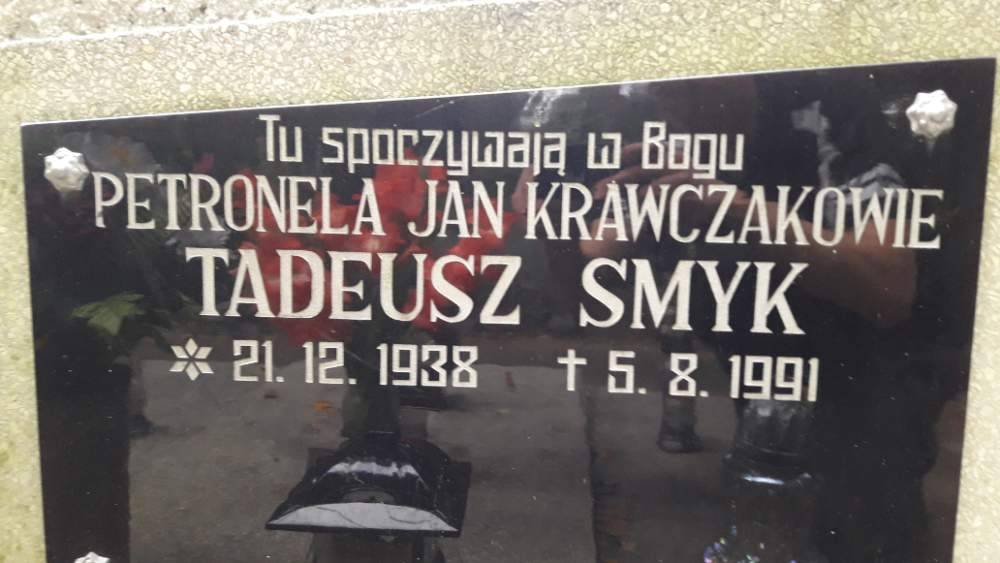 Tu spoczywają w Bogu
PETRONELA JAN KRAWCZAKOWIE
TADEUSZ SMYK
* 21. 12. 1938 † 5. 8. 1991